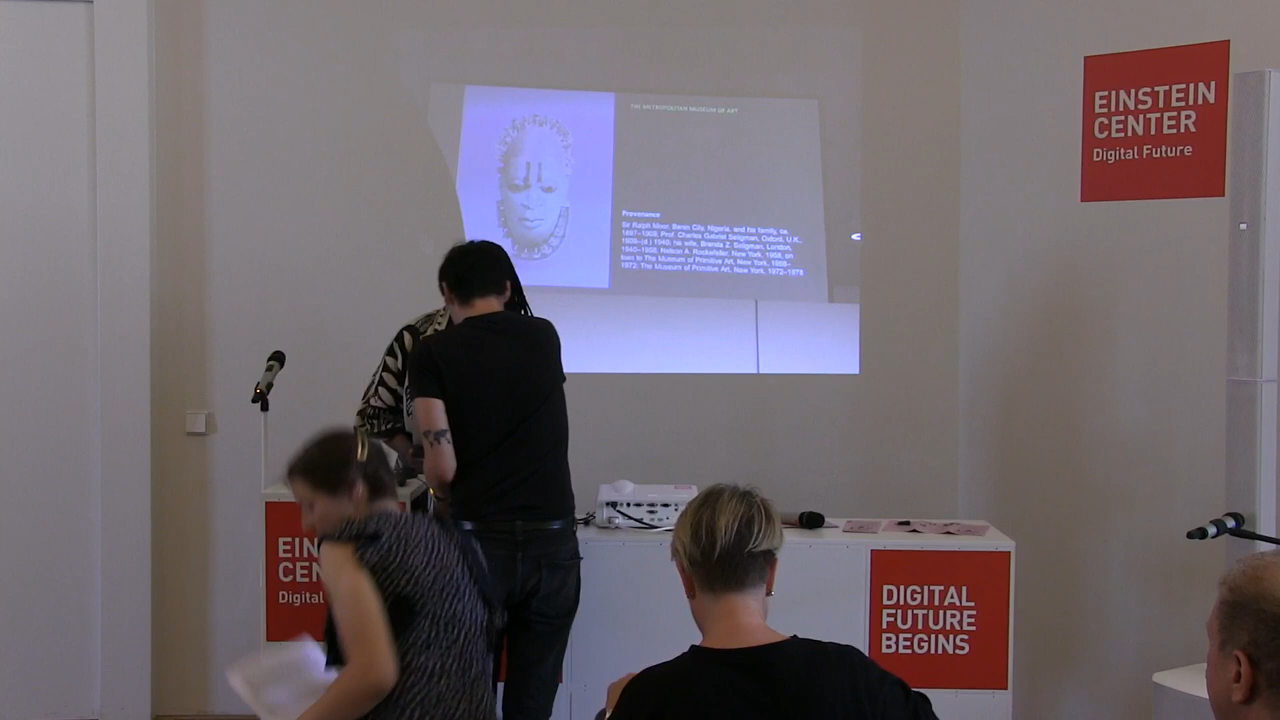 THE METROPOLITAN MUSEUM OF ART
Provenance
Sir Ralph Moor, Benin City, Nigeria, and his family, ca.
1897–1909; Prof. Charles Gabriel Seligman, Oxford, U.K.,
1909–(d.) 1940; his wife, Brenda Z. Seligman, London,
1940–1958; Nelson A. Rockefeller, New York, 1958, on
loan to The Museum of Primitive Art, New York, 1958–
1972; The Museum of Primitive Art, New York, 1972–1978
EINSTEIN
CENTER
Digital Future
EIN
CEN
Digital
DIGITAL
FUTURE
BEGINS